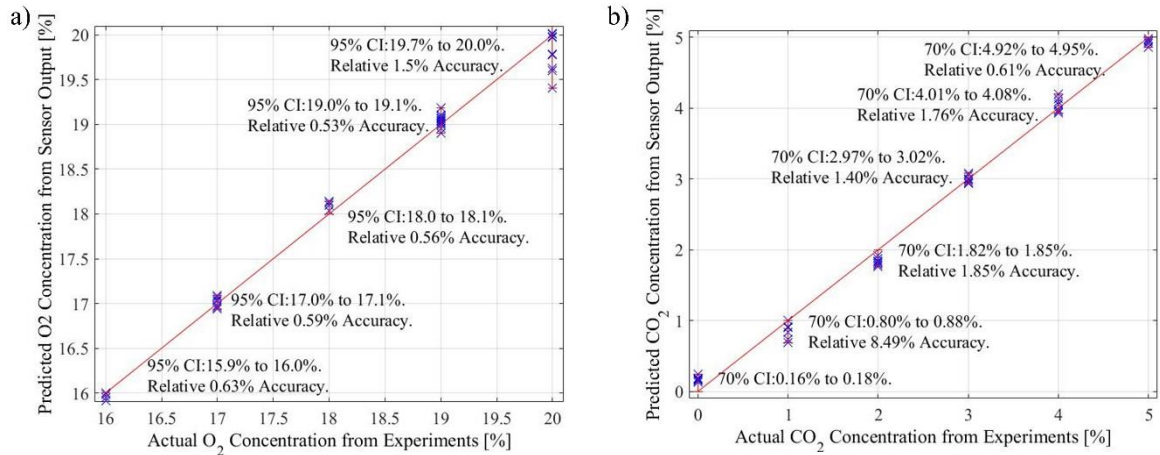 a)
Predicted O2 Concentration from Sensor Output [%]
20
19.5
19
18.5
18
17.5
17
16.5
16
95% CI:19.7% to 20.0%.
Relative 1.5% Accuracy.
95% CI:19.0% to 19.1%.
Relative 0.53% Accuracy.
95% CI:18.0 to 18.1%.
Relative 0.56% Accuracy.
95% CI:17.0% to 17.1%.
Relative 0.59% Accuracy.
95% CI:15.9% to 16.0%.
Relative 0.63% Accuracy.
16 16.5 17 17.5 18 18.5 19 19.5 20
Actual O2 Concentration from Experiments [%]
b)
Predicted CO2 Concentration from Sensor Output [%]
5
4
3
2
1
0
70% CI:4.92% to 4.95%.
Relative 0.61% Accuracy.
70% CI:4.01% to 4.08%.
Relative 1.76% Accuracy.
70% CI:2.97% to 3.02%.
Relative 1.40% Accuracy.
70% CI:1.82% to 1.85%.
Relative 1.85% Accuracy.
70% CI:0.80% to 0.88%.
Relative 8.49% Accuracy.
70% CI:0.16% to 0.18%.
0 1 2 3 4 5
Actual CO2 Concentration from Experiments [%]